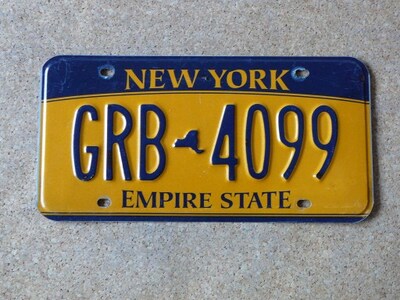 NEW YORK
GRB 4099
EMPIRE STATE